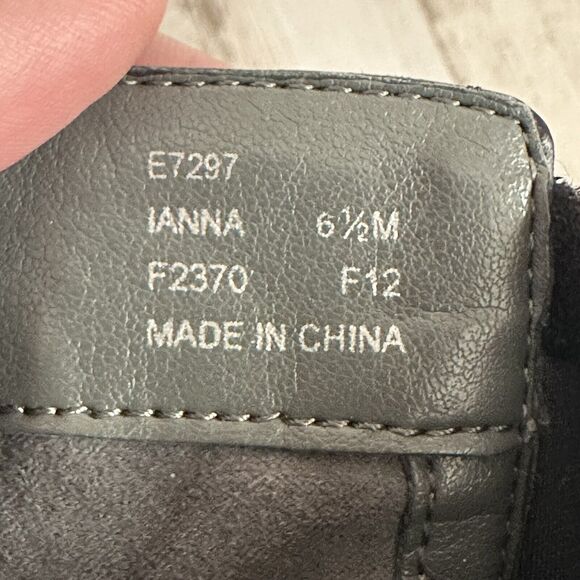 E7297
IANNA 6½M
F2370 F12
MADE IN CHINA